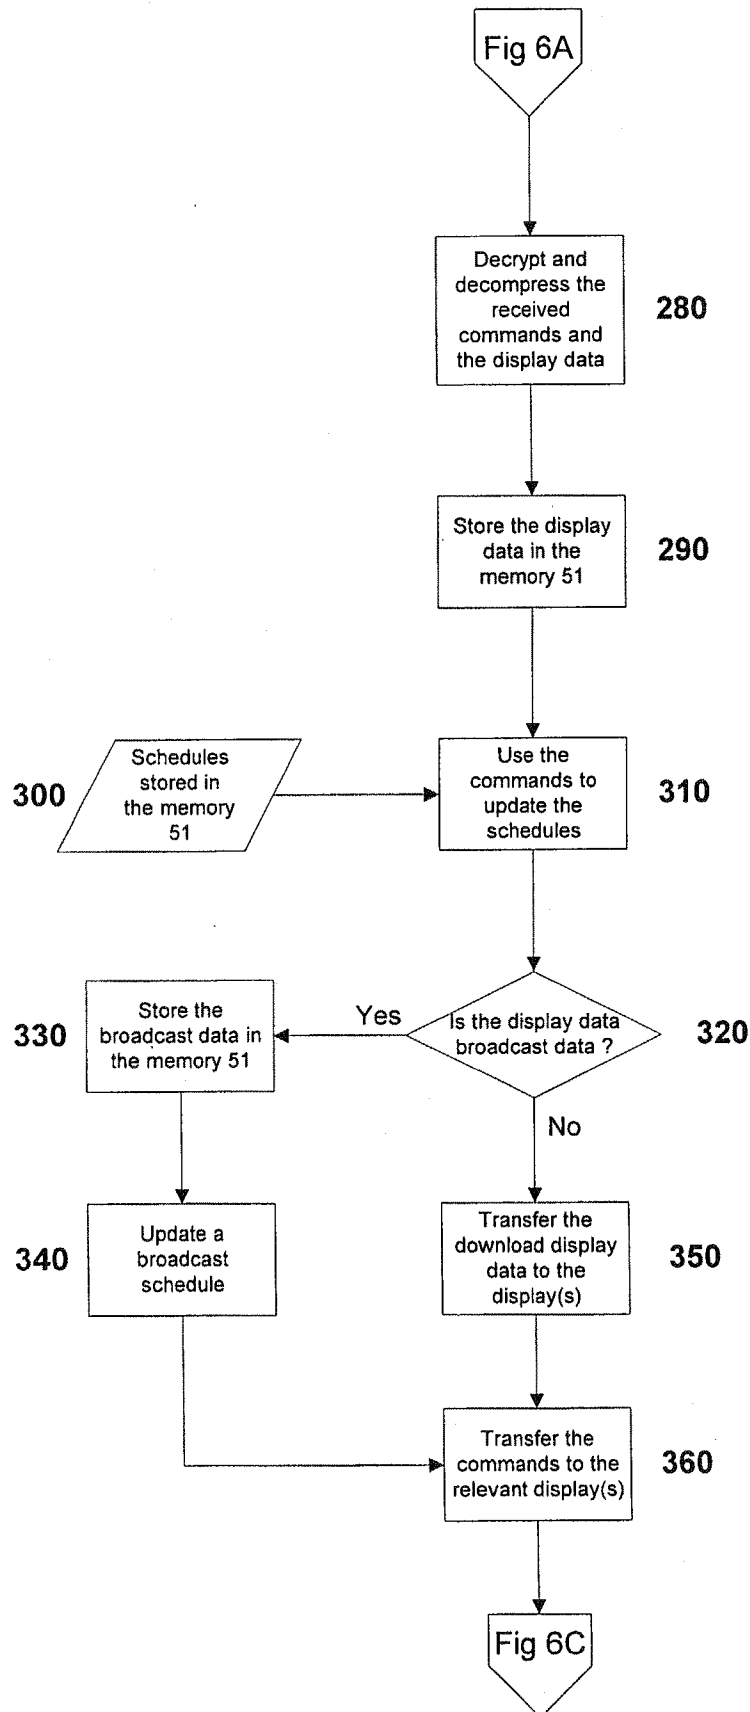 Fig 6A
Decrypt and
decompress the
received
commands and
the display data
280
Store the display
data in the
memory 51
290
300
Schedules
stored in
the memory
51
Use the
commands to
update the
schedules
310
330
Store the
broadcast data in
the memory 51
Yes
Is the display data
broadcast data ?
320
No
340
Update a
broadcast
schedule
Transfer the
download display
data to the
display(s)
350
Transfer the
commands to the
relevant display(s)
360
Fig 6C